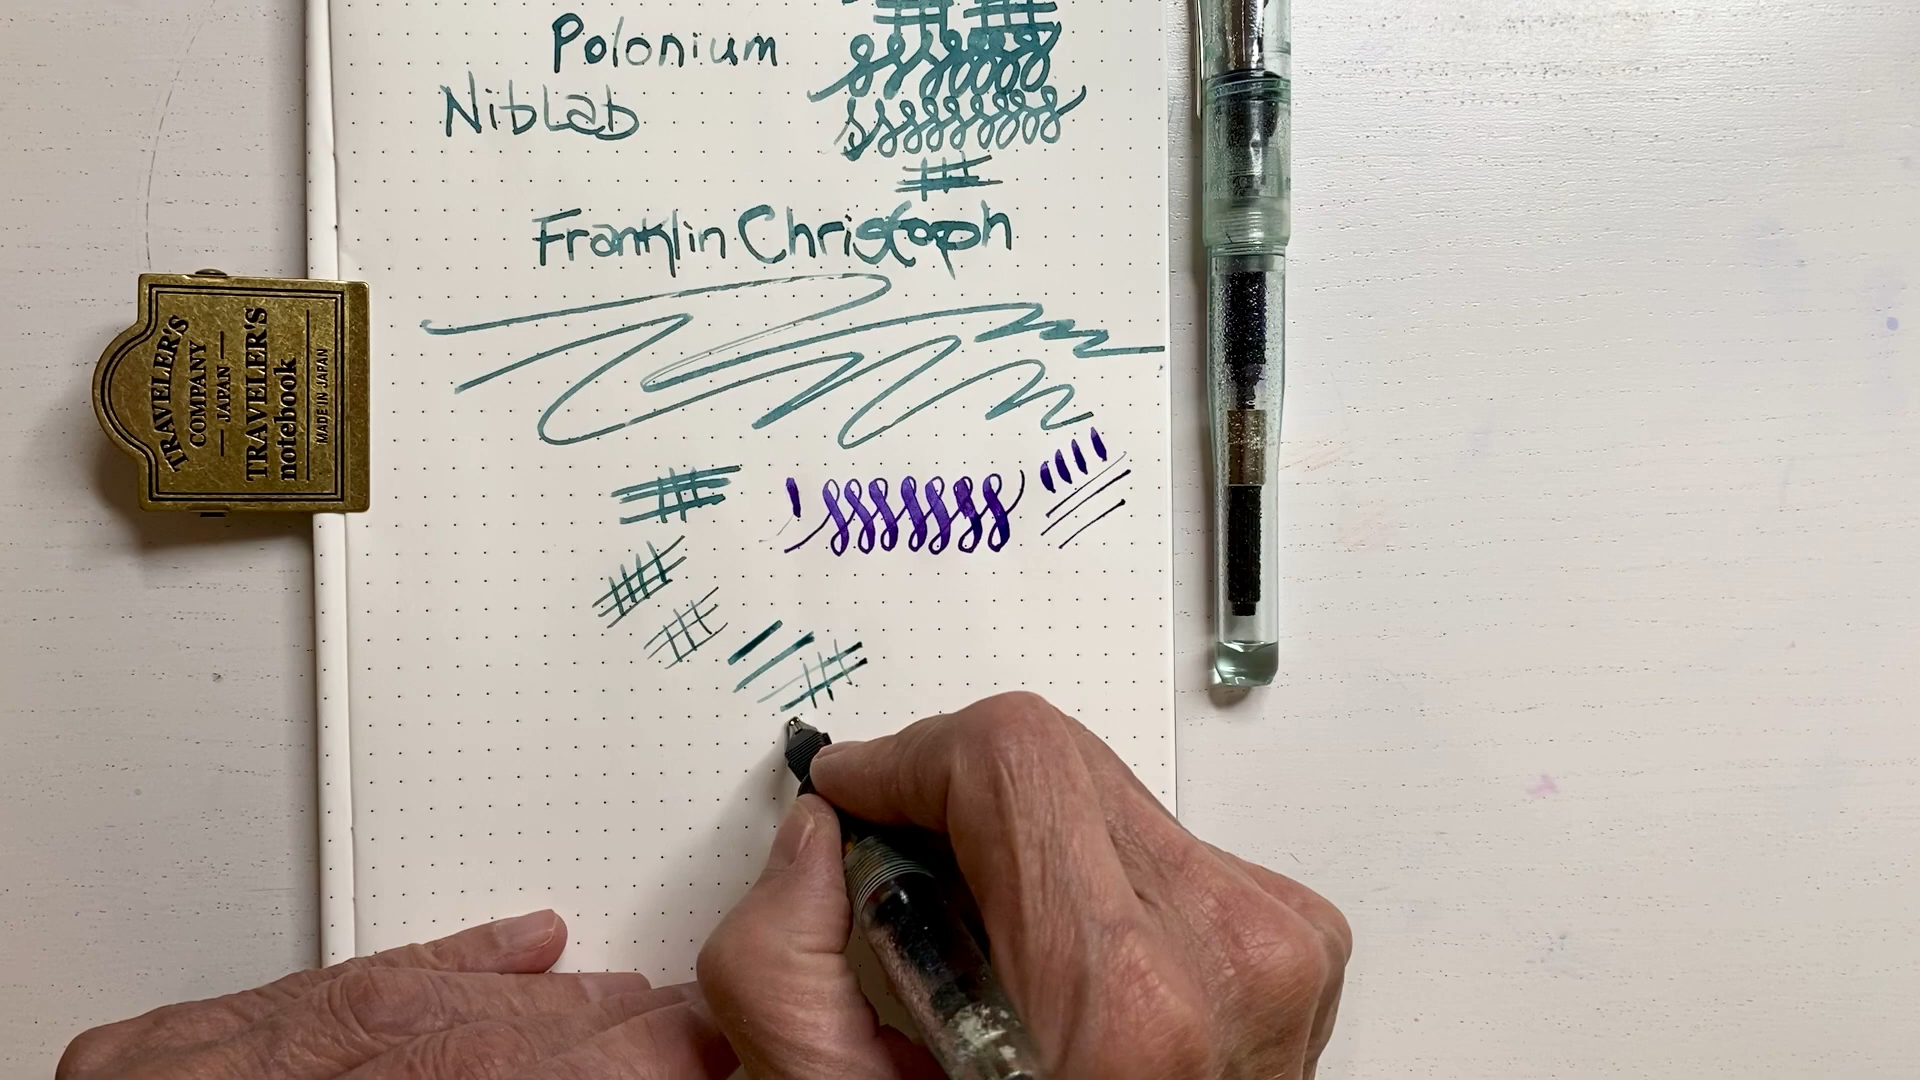 Polonium
NibLab
Franklin Christoph
TRAVELER'S
COMPANY
JAPAN
TRAVELER'S
notebook
MADE IN JAPAN